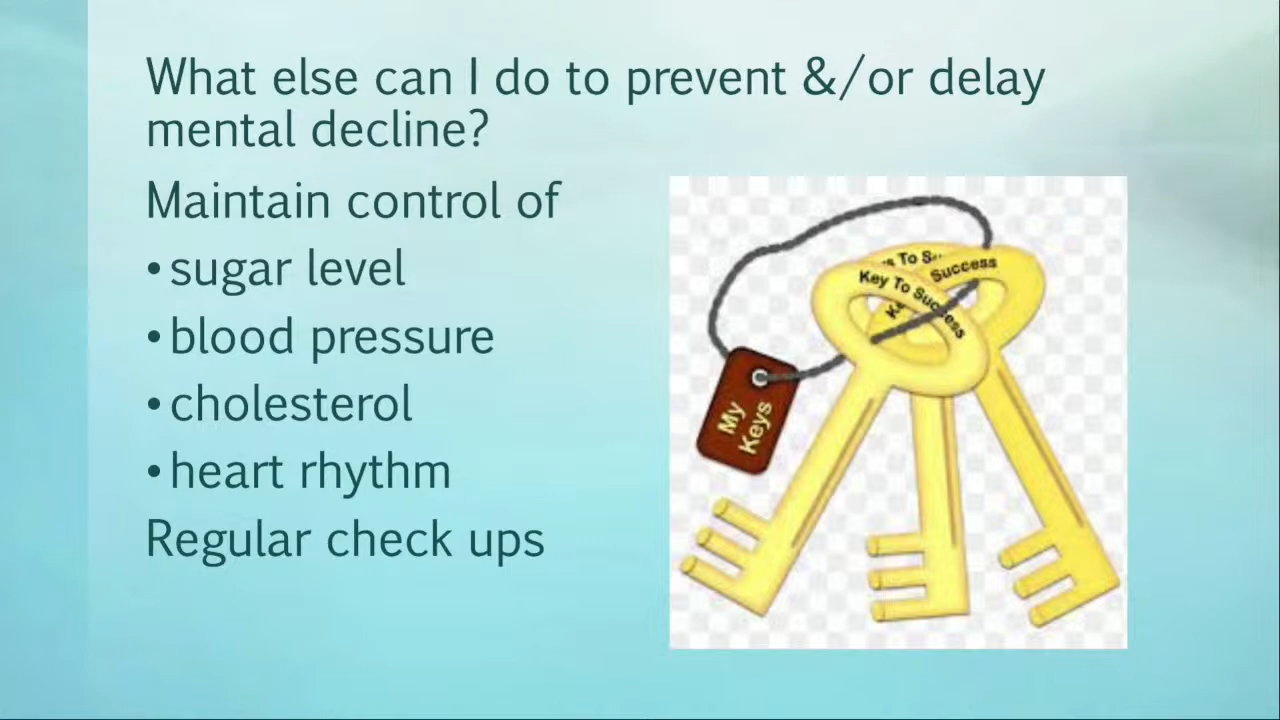 What else can I do to prevent &/or delay
mental decline?
Maintain control of
•sugar level
•blood pressure
•cholesterol
•heart rhythm
Regular check ups
To
Success
Key To Success
My
Keys